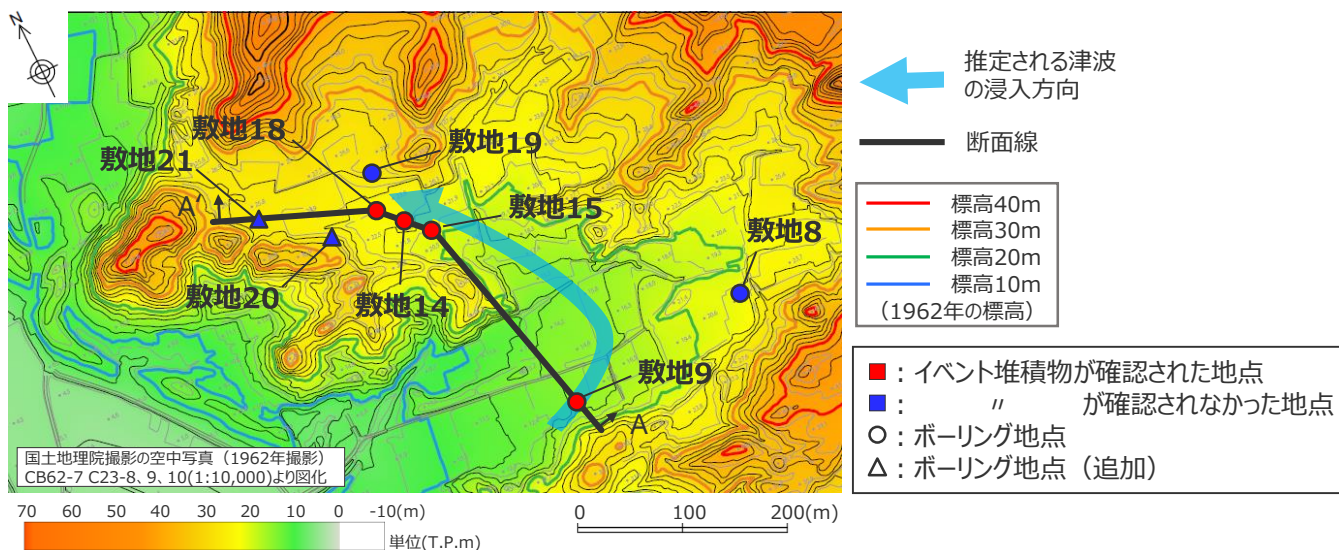 N
敷地18
敷地19
敷地21
A'
敷地15
敷地8
敷地20
敷地14
敷地9
A
国土地理院撮影の空中写真（1962年撮影）
CB62-7 C23-8、9、10(1:10,000)より図化
70 60 50 40 30 20 10 0 -10(m)
単位(T.P.m)
0 100 200(m)
推定される津波
の浸入方向
断面線
標高40m
標高30m
標高20m
標高10m
（1962年の標高）
■：イベント堆積物が確認された地点
■： 〃 が確認されなかった地点
○：ボーリング地点
△：ボーリング地点（追加）